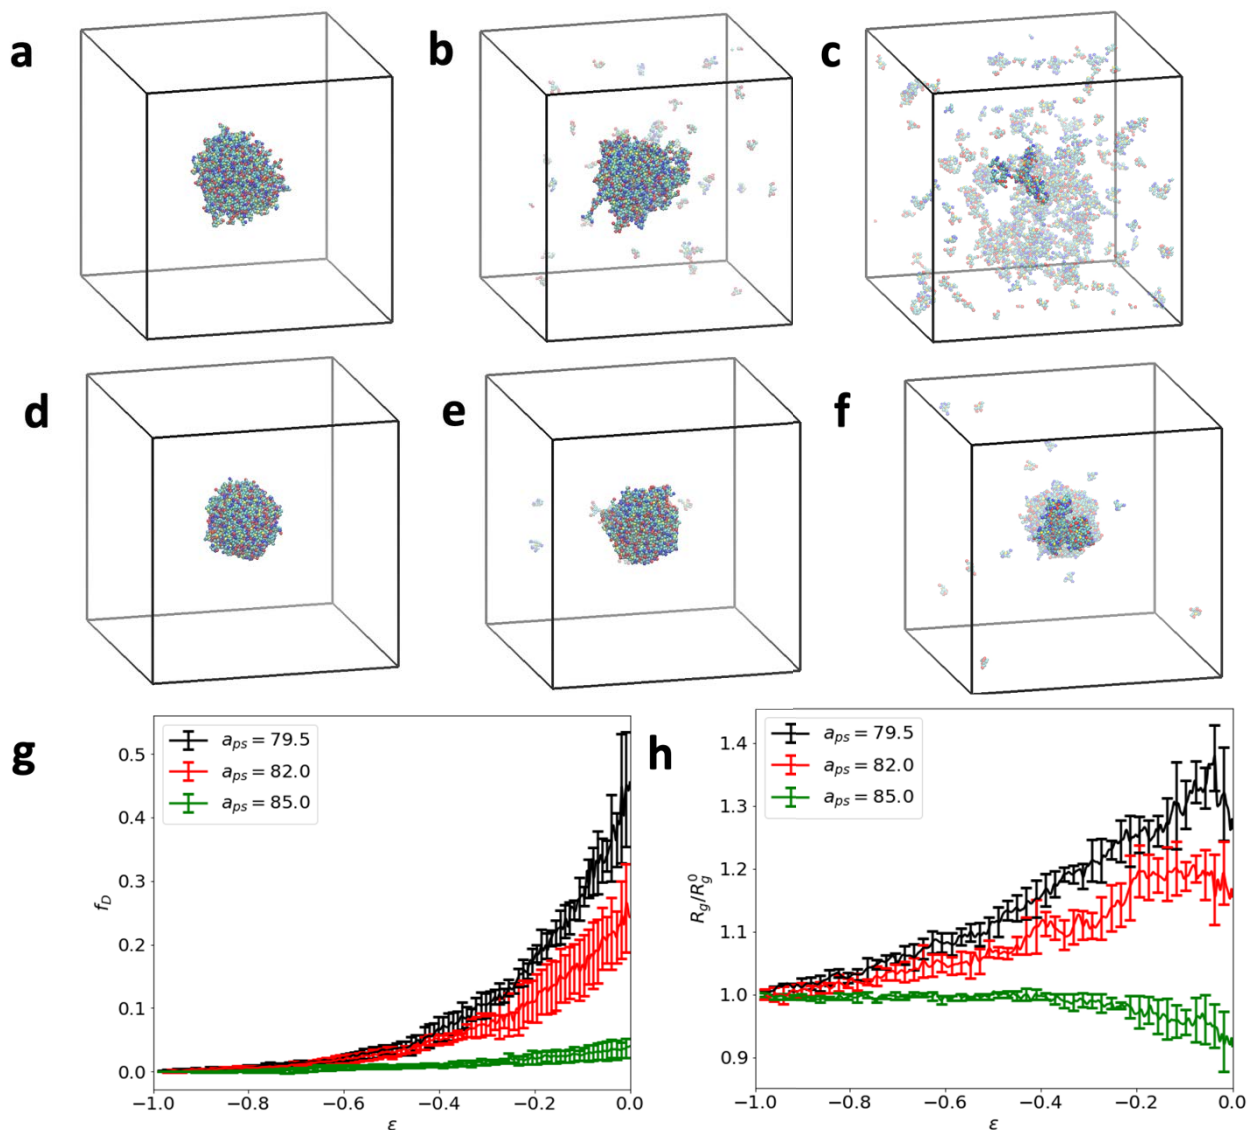 a
b
c
d
e
f
g
a_ps = 79.5
a_ps = 82.0
a_ps = 85.0
0.5
0.4
0.3
0.2
0.1
0.0
f_D
−1.0 −0.8 −0.6 −0.4 −0.2 0.0
ε
h
a_ps = 79.5
a_ps = 82.0
a_ps = 85.0
1.4
1.3
1.2
1.1
1.0
0.9
R_g/R_g^0
−1.0 −0.8 −0.6 −0.4 −0.2 0.0
ε